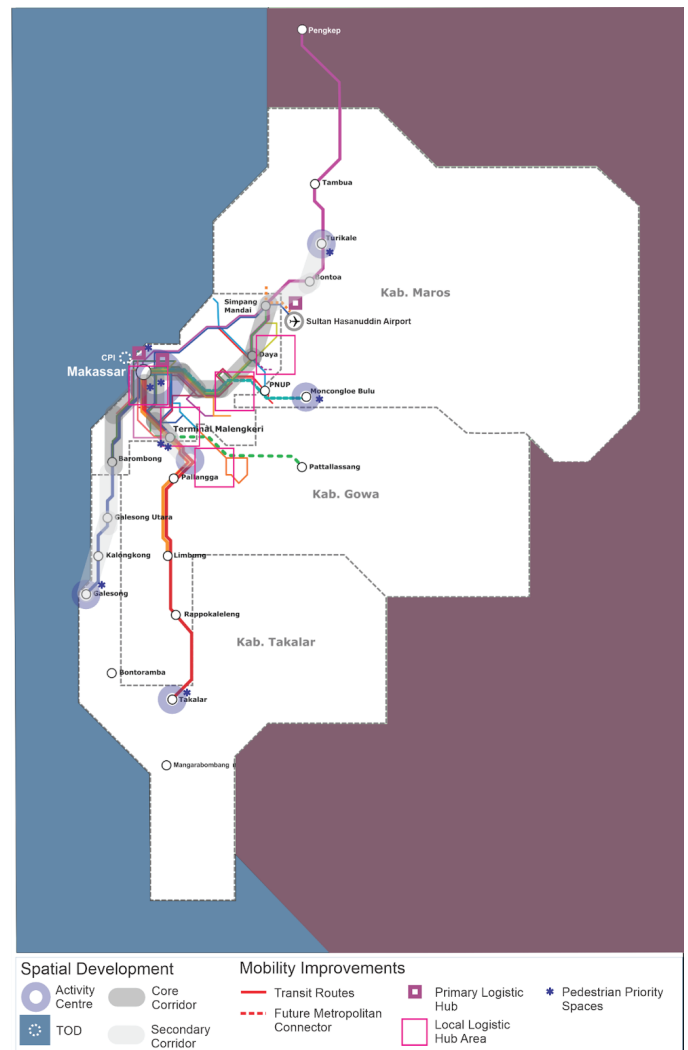 Pengkep
Tambua
Turikale
Bontoa
Kab. Maros
Simpang
Mandai
Sultan Hasanuddin Airport
CPI
Daya
Makassar
PNUP
Moncongloe Bulu
Terminal Malengkeri
Barombong
Pattallassang
Pallangga
Kab. Gowa
Galesong Utara
Kalongkong
Limbung
Galesong
Rappokaleleng
Kab. Takalar
Bontoramba
Takalar
Mangarabombang
Spatial Development
Activity
Centre
Core
Corridor
TOD
Secondary
Corridor
Mobility Improvements
Transit Routes
Future Metropolitan
Connector
Primary Logistic
Hub
Local Logistic
Hub Area
Pedestrian Priority
Spaces